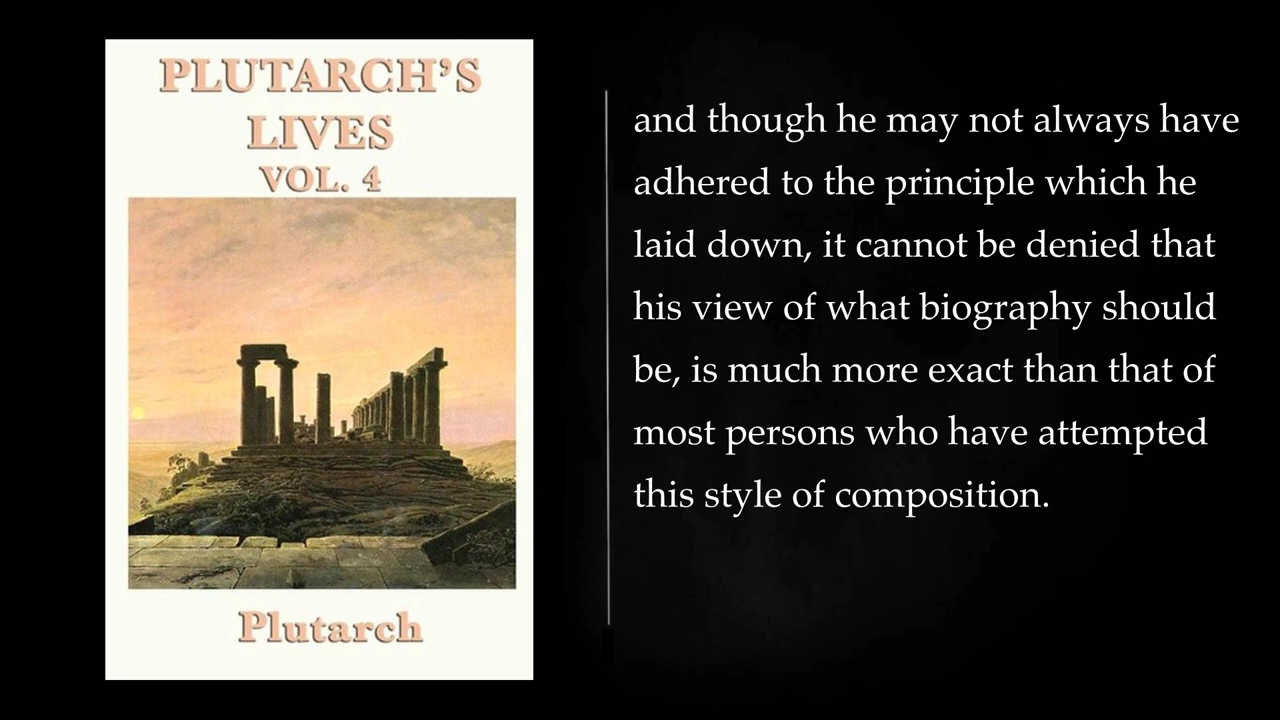 PLUTARCH'S
LIVES
VOL. 4
Plutarch
and though he may not always have
adhered to the principle which he
laid down, it cannot be denied that
his view of what biography should
be, is much more exact than that of
most persons who have attempted
this style of composition.